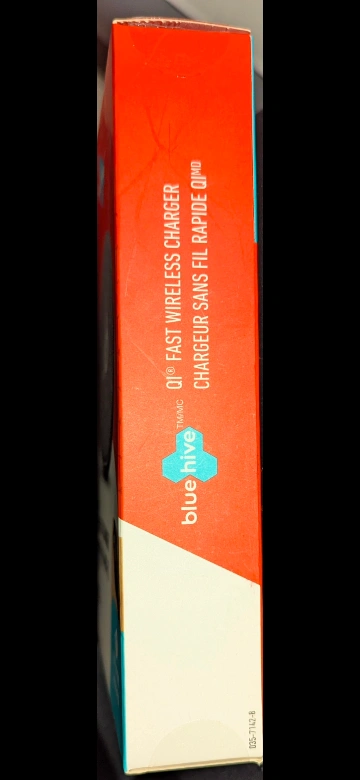 blue hive TM/MC
QI® FAST WIRELESS CHARGER
CHARGEUR SANS FIL RAPIDE QIMD
035-7142-8